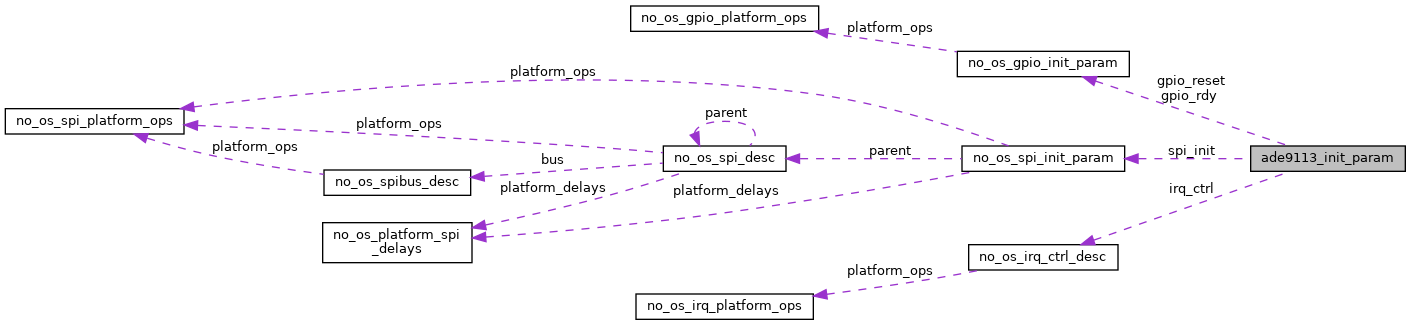 no_os_gpio_platform_ops
platform_ops
no_os_gpio_init_param
platform_ops
gpio_reset
gpio_rdy
no_os_spi_platform_ops
platform_ops
parent
platform_ops
no_os_spi_desc
parent
no_os_spi_init_param
spi_init
ade9113_init_param
bus
no_os_spibus_desc
platform_delays
platform_delays
irq_ctrl
no_os_platform_spi
_delays
no_os_irq_ctrl_desc
platform_ops
no_os_irq_platform_ops